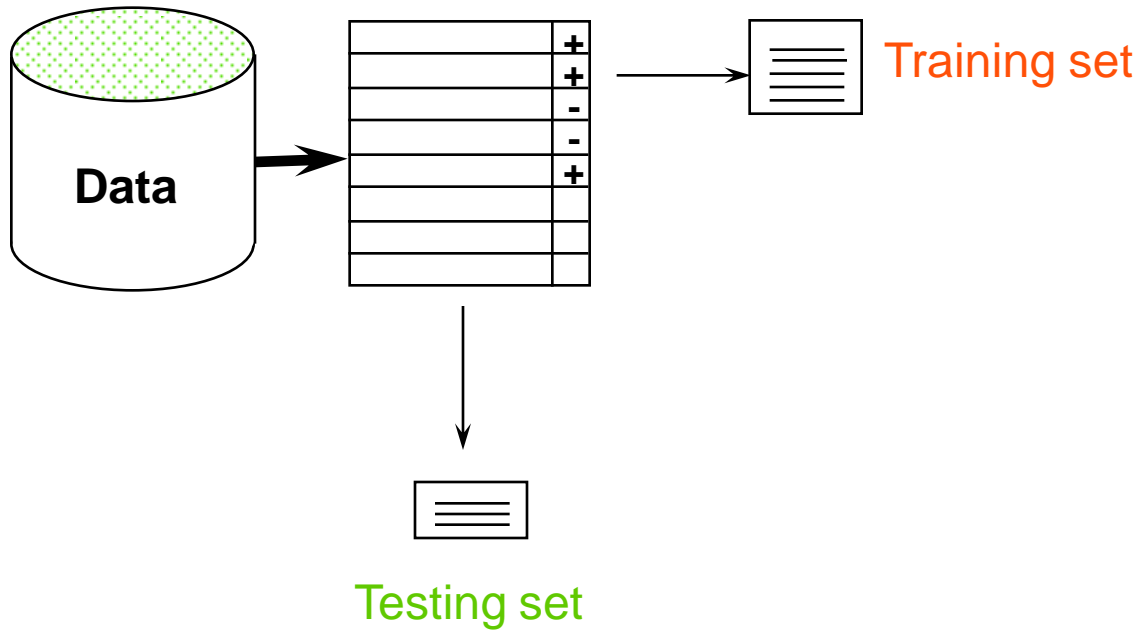 Data
+
+
-
-
+
Training set
Testing set